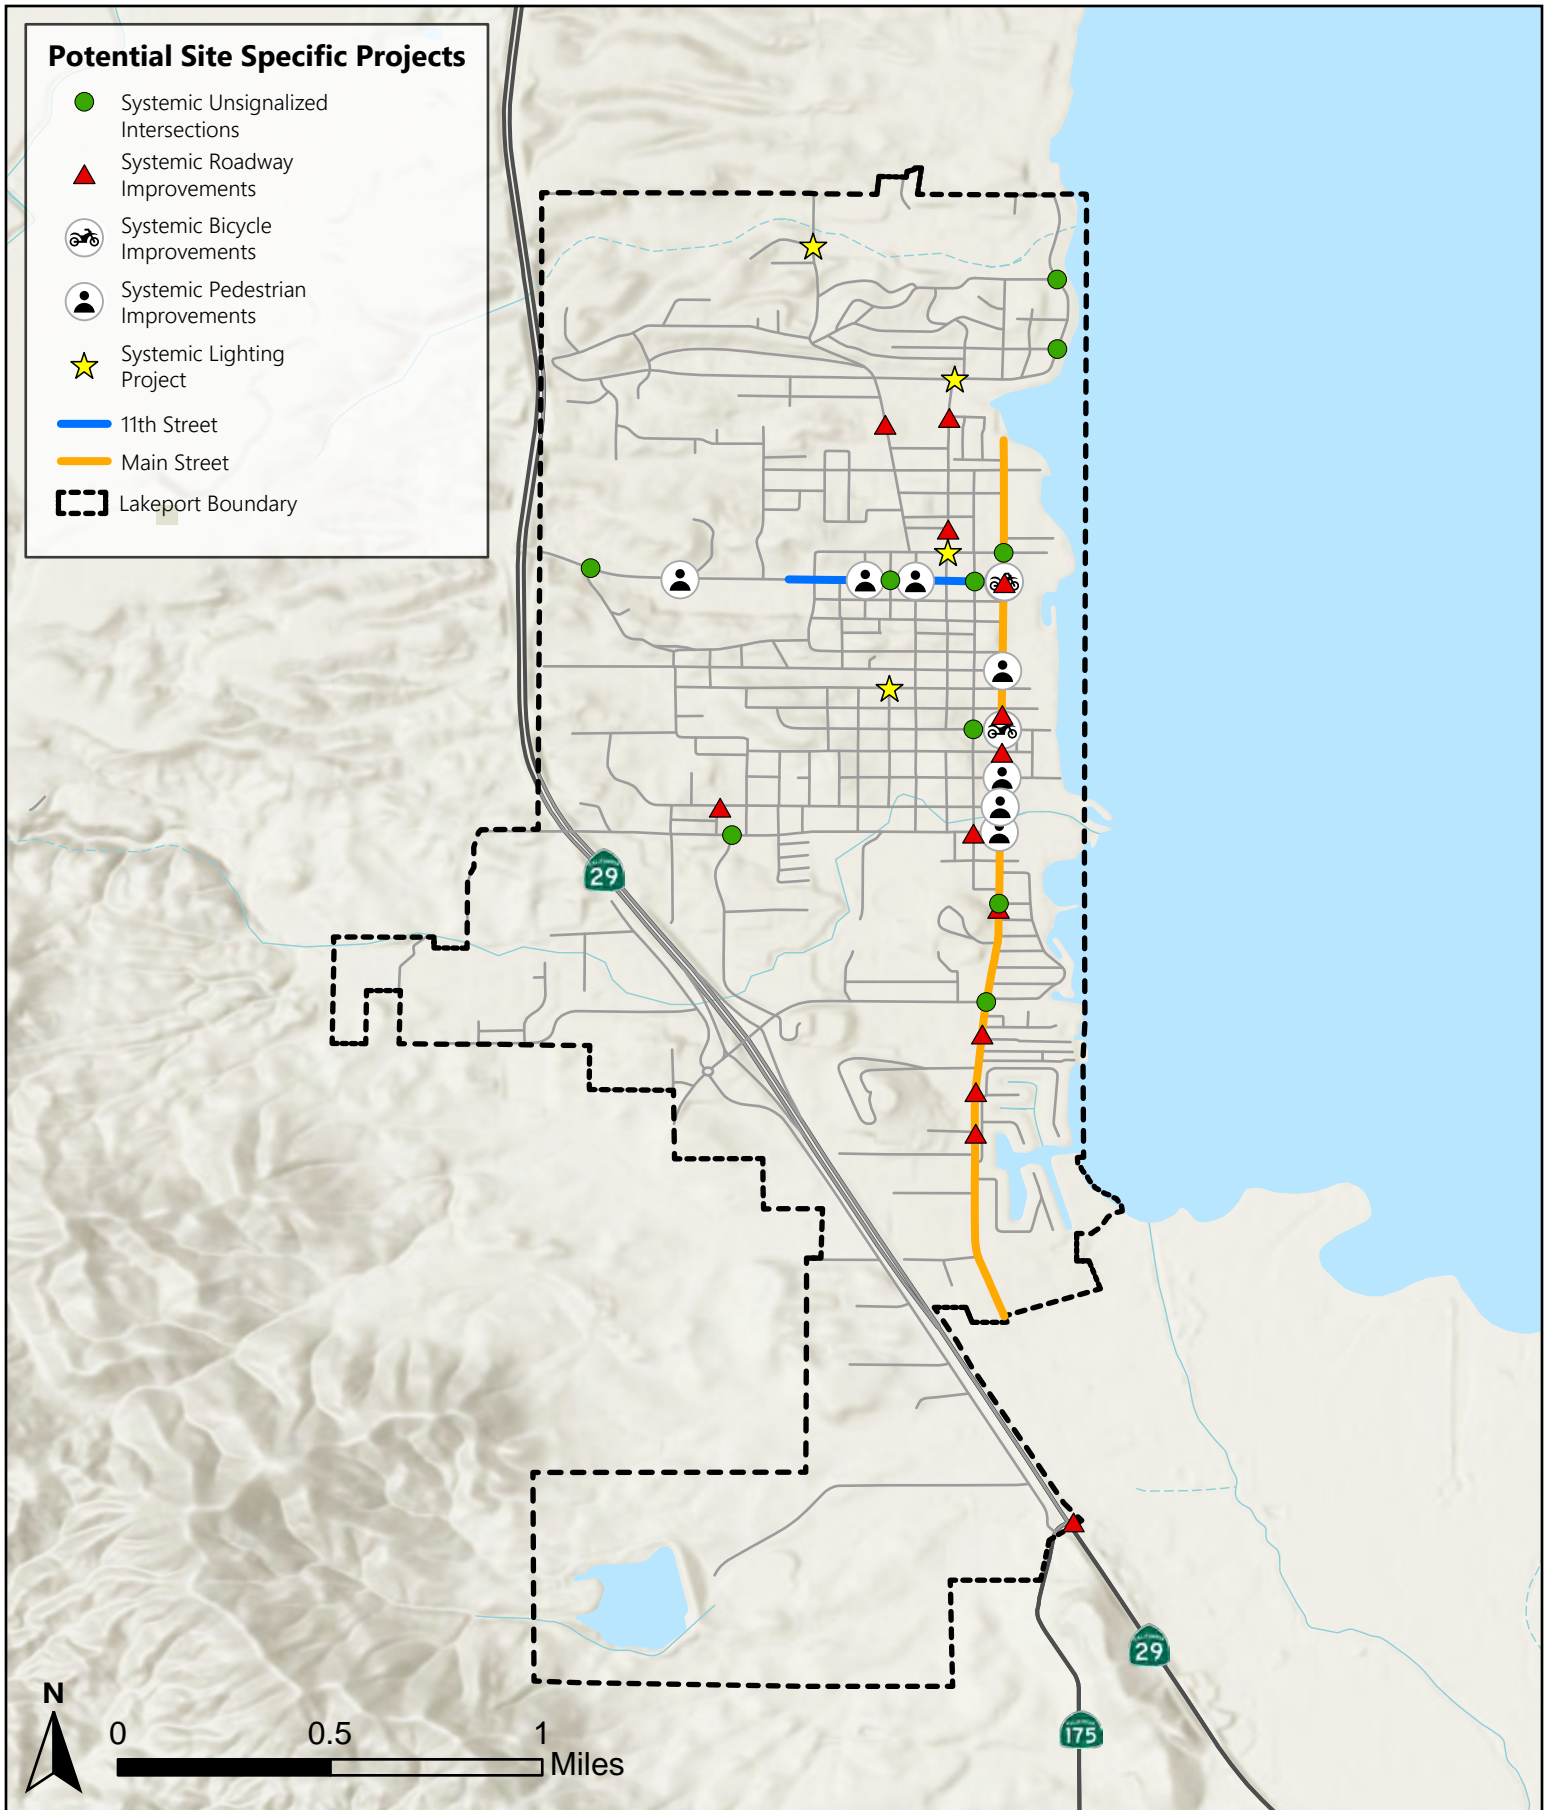 Potential Site Specific Projects
Systemic Unsignalized
Intersections
Systemic Roadway
Improvements
Systemic Bicycle
Improvements
Systemic Pedestrian
Improvements
Systemic Lighting
Project
11th Street
Main Street
Lakeport Boundary
29
29
175
N
0
0.5
1
Miles